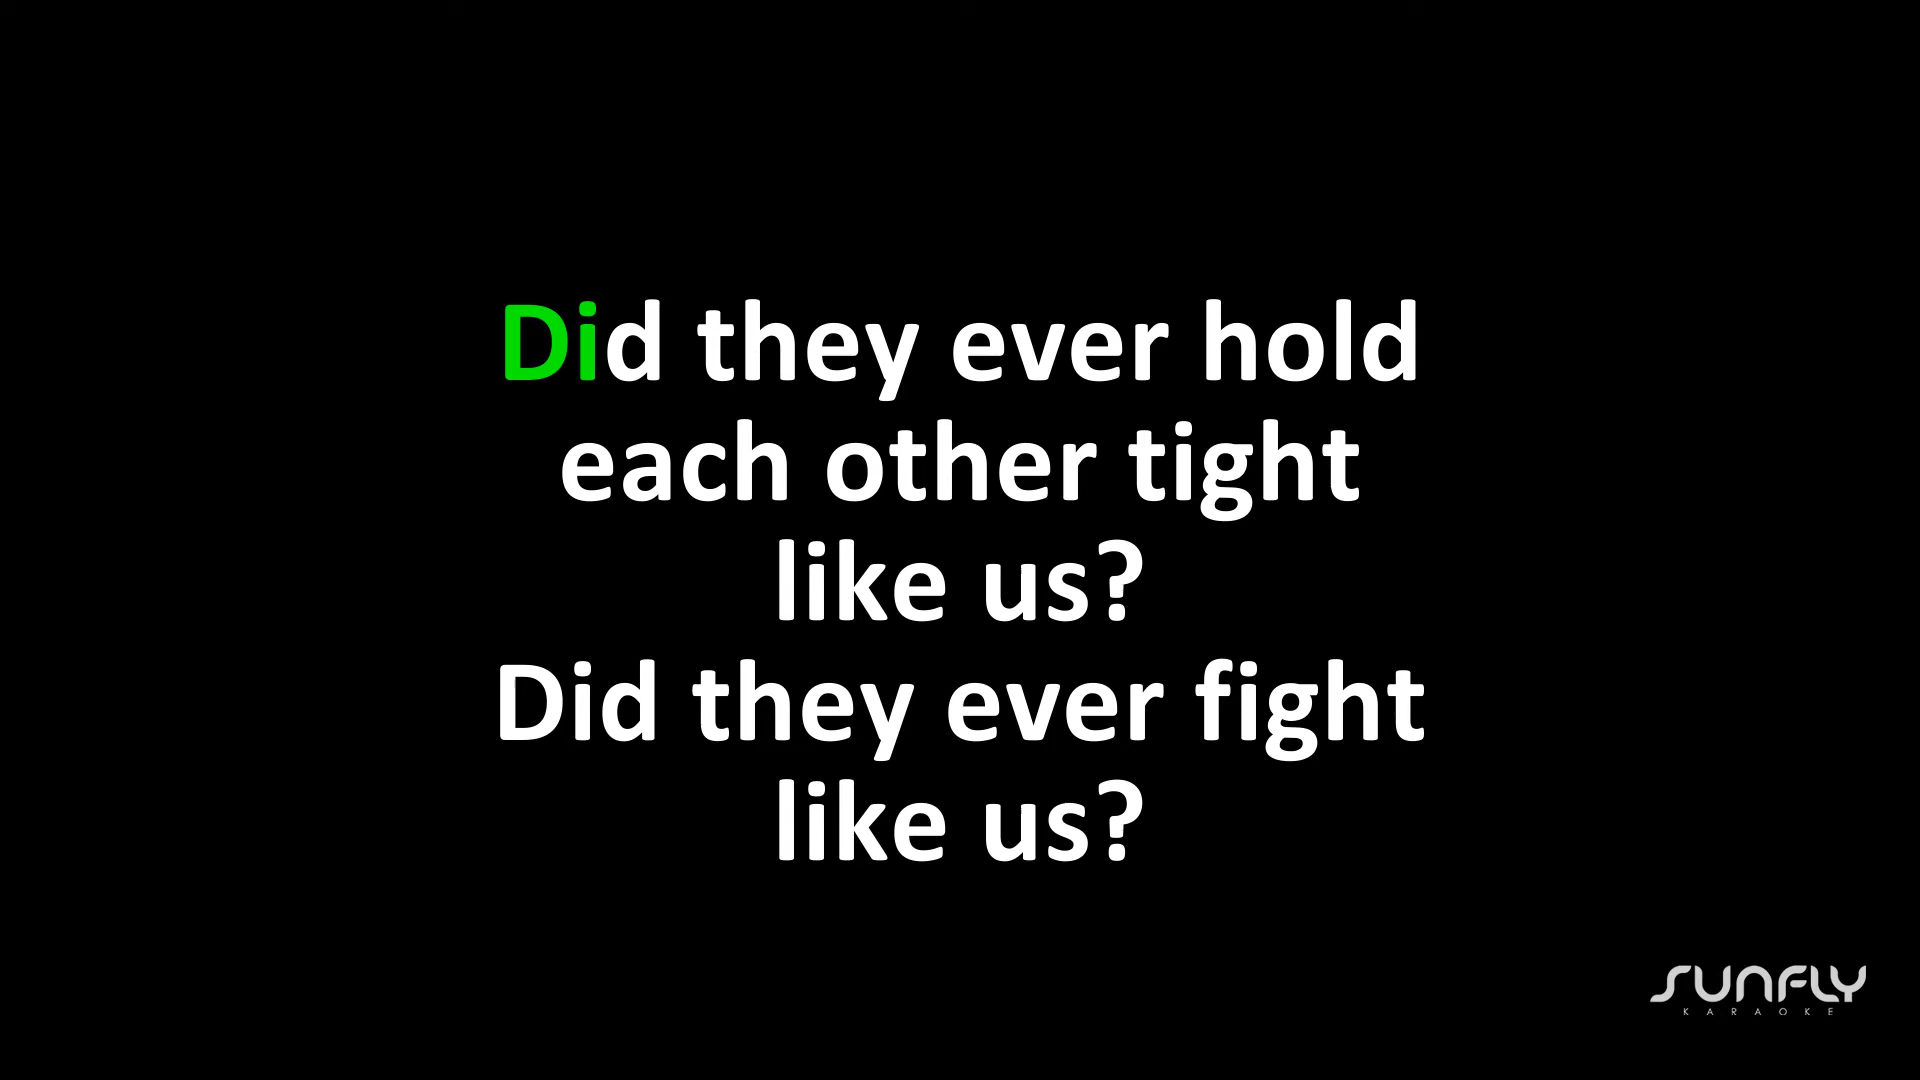 Did they ever hold
each other tight
like us?
Did they ever fight
like us?
SUNFLY
KARAOKE